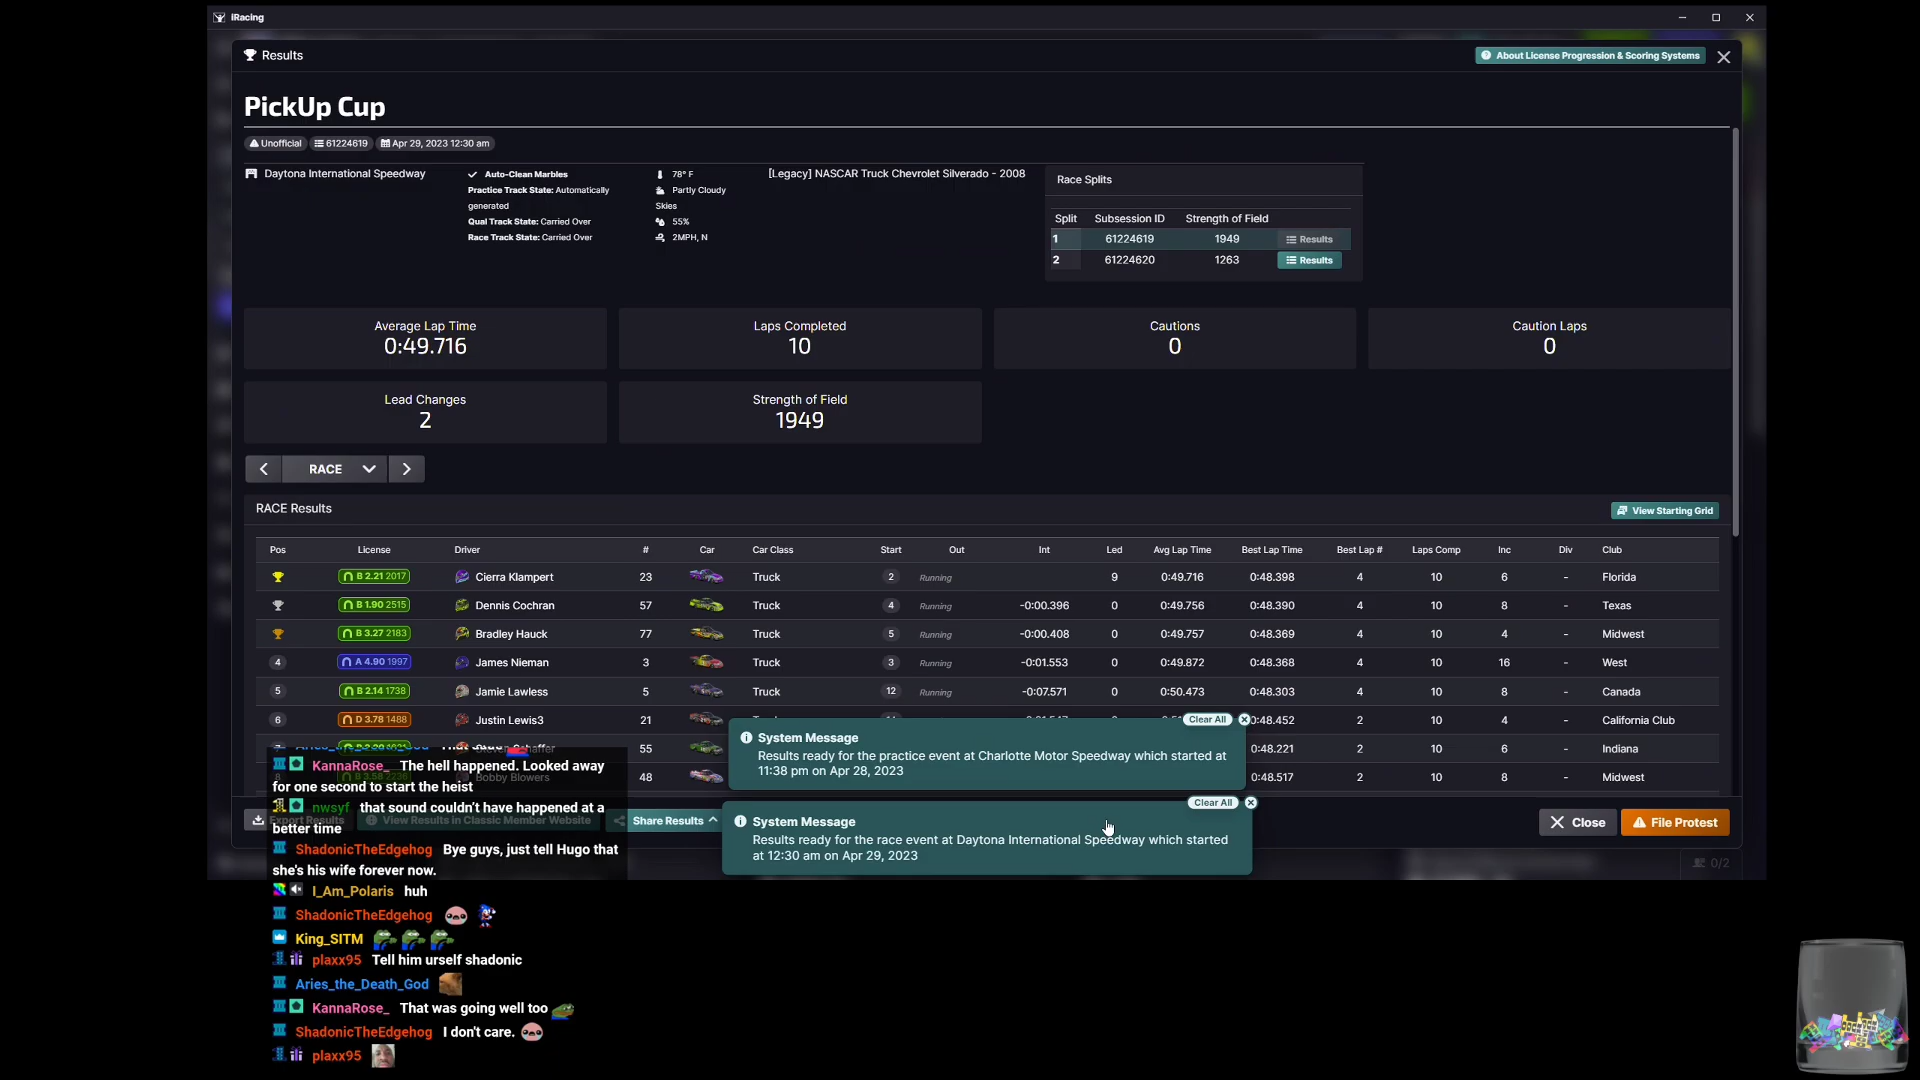 iRacing
Results
About License Progression & Scoring Systems
PickUp Cup
Unofficial 61224619 Apr 29, 2023 12:30 am
Daytona International Speedway
Auto-Clean Marbles
Practice Track State: Automatically
generated
Qual Track State: Carried Over
Race Track State: Carried Over
78° F
Partly Cloudy
Skies
55%
2MPH, N
[Legacy] NASCAR Truck Chevrolet Silverado - 2008
Race Splits
Split Subsession ID Strength of Field
1 61224619 1949 Results
2 61224620 1263 Results
Average Lap Time
0:49.716
Laps Completed
10
Cautions
0
Caution Laps
0
Lead Changes
2
Strength of Field
1949
RACE
RACE Results
View Starting Grid
Pos License Driver # Car Car Class Start Out Int Led Avg Lap Time Best Lap Time Best Lap # Laps Comp Inc Div Club
B 2.21 2017 Cierra Klampert 23 Truck 2 Running 9 0:49.716 0:48.398 4 10 6 - Florida
B 1.90 2515 Dennis Cochran 57 Truck 4 Running -0:00.396 0 0:49.756 0:48.390 4 10 8 - Texas
B 3.27 2183 Bradley Hauck 77 Truck 5 Running -0:00.408 0 0:49.757 0:48.369 4 10 4 - Midwest
4 A 4.90 1997 James Nieman 3 Truck 3 Running -0:01.553 0 0:49.872 0:48.368 4 10 16 - West
5 B 2.14 1738 Jamie Lawless 5 Truck 12 Running -0:07.571 0 0:50.473 0:48.303 4 10 8 - Canada
6 D 3.78 1488 Justin Lewis3 21 0:48.452 2 10 4 - California Club
55 0:48.221 2 10 6 - Indiana
Bobby Blowers 48 0:48.517 2 10 8 - Midwest
Clear All
System Message
Results ready for the practice event at Charlotte Motor Speedway which started at
11:38 pm on Apr 28, 2023
Clear All
System Message
Results ready for the race event at Daytona International Speedway which started
at 12:30 am on Apr 29, 2023
Export Results
View Results in Classic Member Website
Share Results
Close
File Protest
0/2
KannaRose_ The hell happened. Looked away
for one second to start the heist
nwsyf that sound couldn't have happened at a
better time
ShadonicTheEdgehog Bye guys, just tell Hugo that
she's his wife forever now.
I_Am_Polaris huh
ShadonicTheEdgehog
King_SITM
plaxx95 Tell him urself shadonic
Aries_the_Death_God
KannaRose_ That was going well too
ShadonicTheEdgehog I don't care.
plaxx95